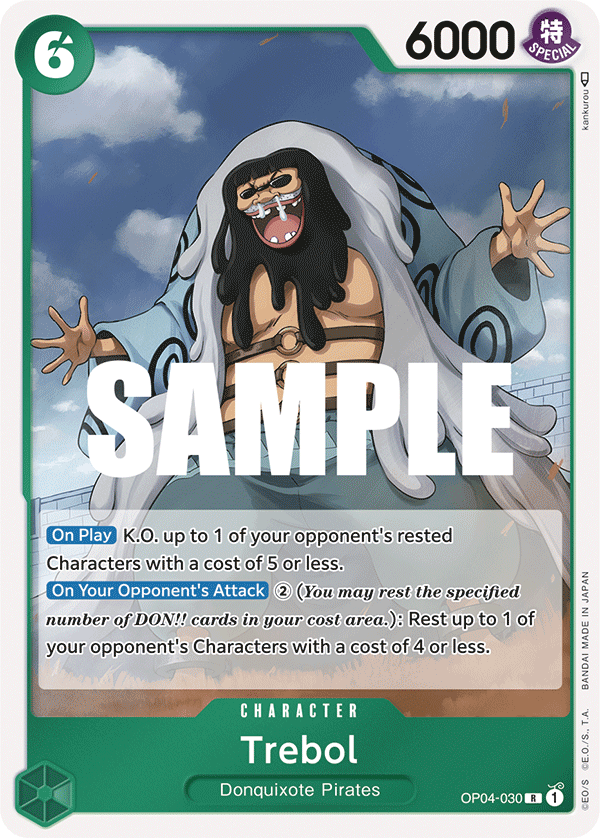 6
6000
特
SPECIAL
kankurou
SAMPLE
On Play K.O. up to 1 of your opponent's rested
Characters with a cost of 5 or less.
On Your Opponent's Attack ② (You may rest the specified
number of DON!! cards in your cost area.): Rest up to 1 of
your opponent's Characters with a cost of 4 or less.
CHARACTER
Trebol
Donquixote Pirates
OP04-030 R 1
©EO/S ©E.O./S., T.A. BANDAI MADE IN JAPAN